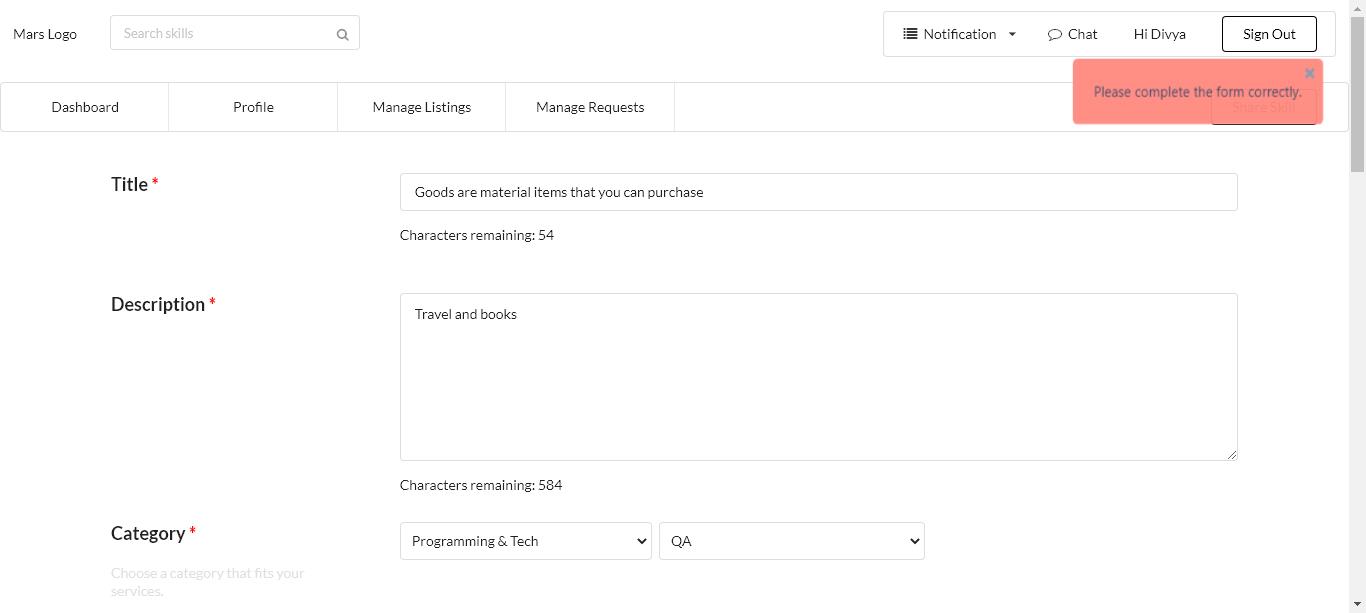 Mars Logo
Search skills
Notification
Chat
Hi Divya
Sign Out
×
Please complete the form correctly.
Dashboard
Profile
Manage Listings
Manage Requests
Share Skill
Title *
Goods are material items that you can purchase
Characters remaining: 54
Description *
Travel and books
Characters remaining: 584
Category *
Programming & Tech
QA
Choose a category that fits your
services.